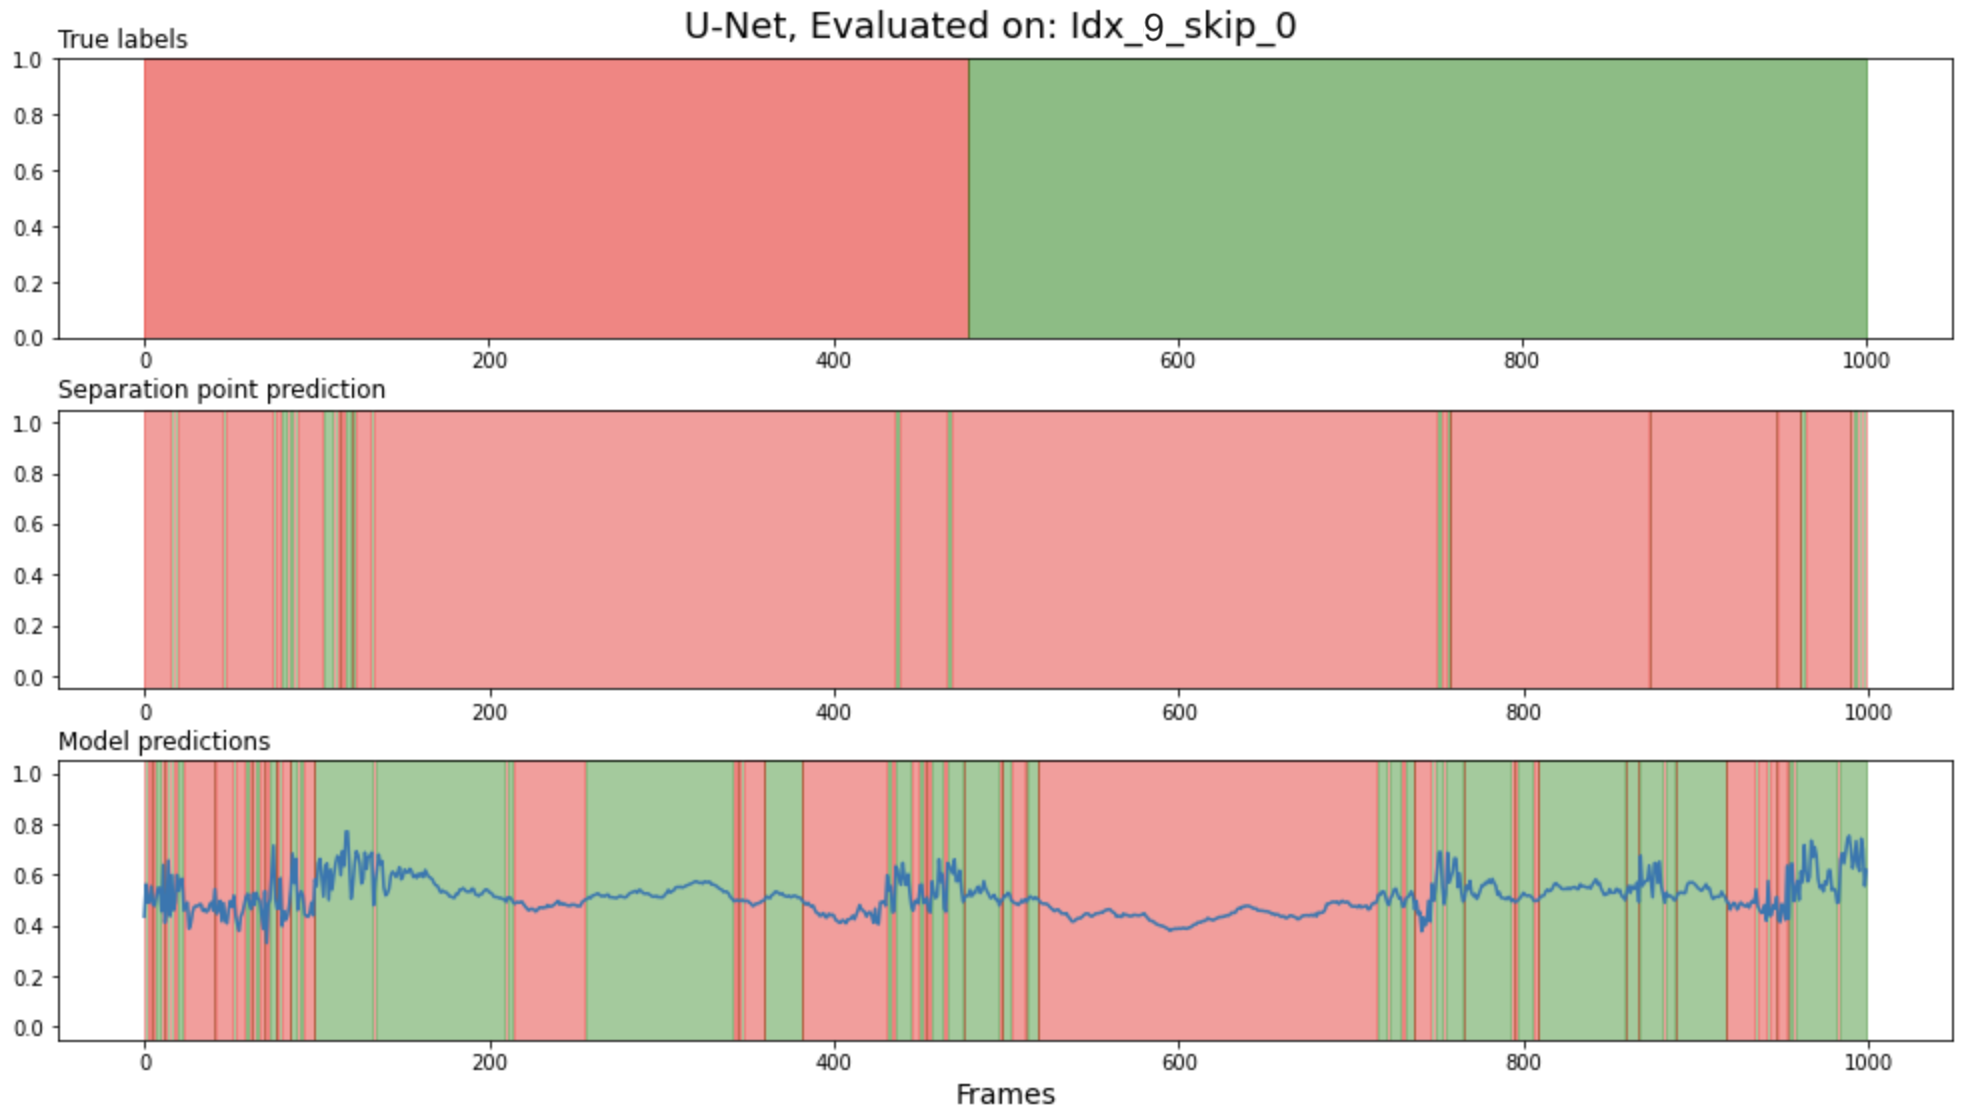 U-Net, Evaluated on: Idx_9_skip_0
True labels
1.0
0.8
0.6
0.4
0.2
0.0
0 200 400 600 800 1000
Separation point prediction
1.0
0.8
0.6
0.4
0.2
0.0
0 200 400 600 800 1000
Model predictions
1.0
0.8
0.6
0.4
0.2
0.0
0 200 400 600 800 1000
Frames